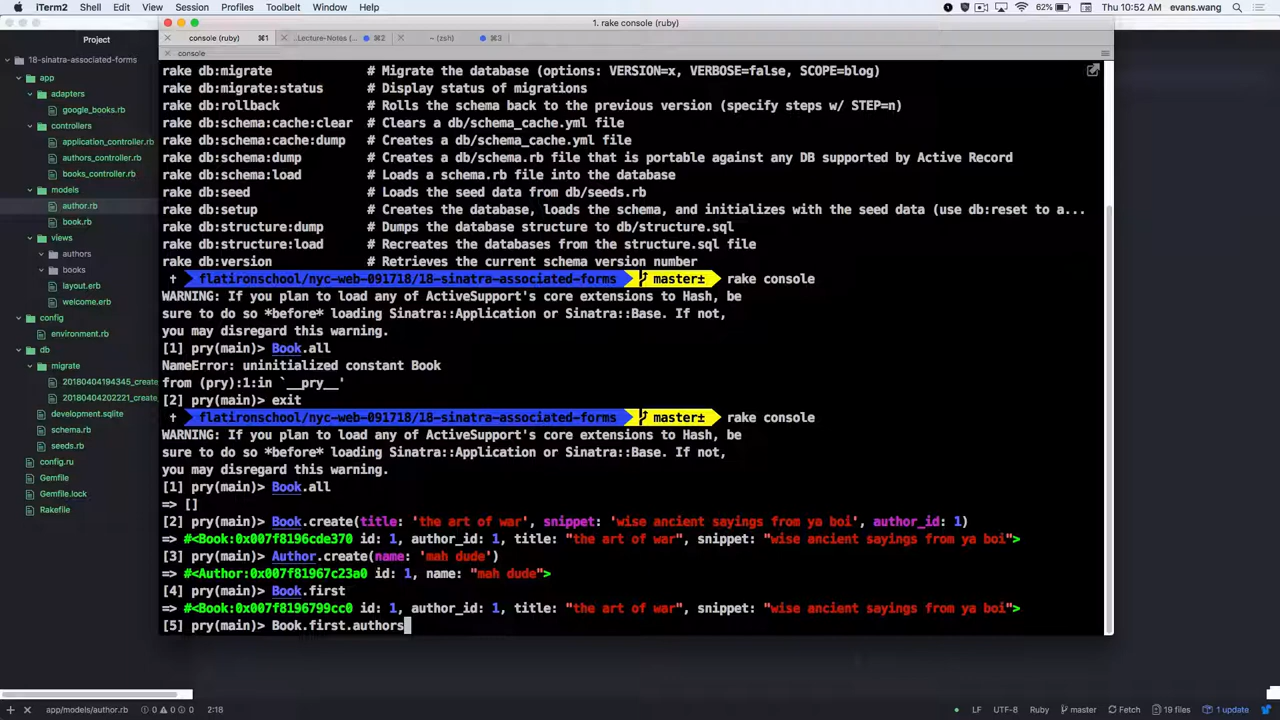 iTerm2 Shell Edit View Session Profiles Toolbelt Window Help 62% Thu 10:52 AM evans.wang
1. rake console (ruby)
Project
console (ruby) ⌘1 ..Lecture-Notes (... ⌘2 ~ (zsh) ⌘3
console
18-sinatra-associated-forms
app
adapters
google_books.rb
controllers
application_controller.rb
authors_controller.rb
books_controller.rb
models
author.rb
book.rb
views
authors
books
layout.erb
welcome.erb
config
environment.rb
db
migrate
20180404194345_create
20180404202221_create
development.sqlite
schema.rb
seeds.rb
config.ru
Gemfile
Gemfile.lock
Rakefile
rake db:migrate # Migrate the database (options: VERSION=x, VERBOSE=false, SCOPE=blog)
rake db:migrate:status # Display status of migrations
rake db:rollback # Rolls the schema back to the previous version (specify steps w/ STEP=n)
rake db:schema:cache:clear # Clears a db/schema_cache.yml file
rake db:schema:cache:dump # Creates a db/schema_cache.yml file
rake db:schema:dump # Creates a db/schema.rb file that is portable against any DB supported by Active Record
rake db:schema:load # Loads a schema.rb file into the database
rake db:seed # Loads the seed data from db/seeds.rb
rake db:setup # Creates the database, loads the schema, and initializes with the seed data (use db:reset to a...
rake db:structure:dump # Dumps the database structure to db/structure.sql
rake db:structure:load # Recreates the databases from the structure.sql file
rake db:version # Retrieves the current schema version number
↑ flatironschool/nyc-web-091718/18-sinatra-associated-forms master± rake console
WARNING: If you plan to load any of ActiveSupport's core extensions to Hash, be
sure to do so *before* loading Sinatra::Application or Sinatra::Base. If not,
you may disregard this warning.
[1] pry(main)> Book.all
NameError: uninitialized constant Book
from (pry):1:in `__pry__'
[2] pry(main)> exit
↑ flatironschool/nyc-web-091718/18-sinatra-associated-forms master± rake console
WARNING: If you plan to load any of ActiveSupport's core extensions to Hash, be
sure to do so *before* loading Sinatra::Application or Sinatra::Base. If not,
you may disregard this warning.
[1] pry(main)> Book.all
=> []
[2] pry(main)> Book.create(title: 'the art of war', snippet: 'wise ancient sayings from ya boi', author_id: 1)
=> #<Book:0x007f8196cde370 id: 1, author_id: 1, title: "the art of war", snippet: "wise ancient sayings from ya boi">
[3] pry(main)> Author.create(name: 'mah dude')
=> #<Author:0x007f81967c23a0 id: 1, name: "mah dude">
[4] pry(main)> Book.first
=> #<Book:0x007f8196799cc0 id: 1, author_id: 1, title: "the art of war", snippet: "wise ancient sayings from ya boi">
[5] pry(main)> Book.first.authors
app/models/author.rb 0 0 0 2:18 LF UTF-8 Ruby master Fetch 19 files 1 update